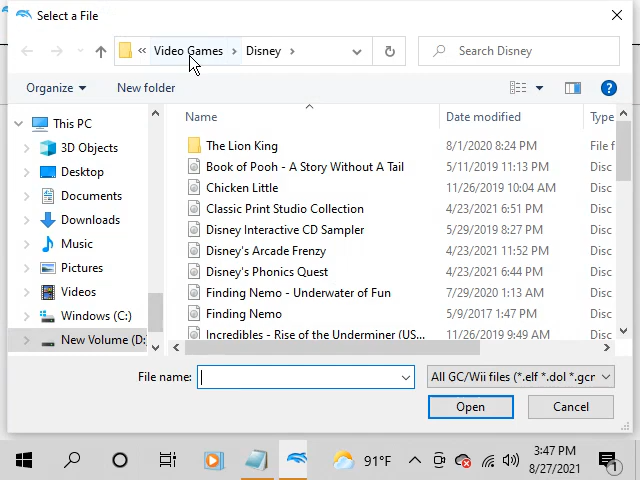 Select a File
« Video Games > Disney >
Search Disney
Organize
New folder
This PC
3D Objects
Desktop
Documents
Downloads
Music
Pictures
Videos
Windows (C:)
New Volume (D:
Name
Date modified
Type
The Lion King
8/1/2020 8:24 PM
File f
Book of Pooh - A Story Without A Tail
5/11/2019 11:13 PM
Disc
Chicken Little
11/26/2019 10:04 AM
Disc
Classic Print Studio Collection
4/23/2021 6:51 PM
Disc
Disney Interactive CD Sampler
5/29/2019 8:27 PM
Disc
Disney's Arcade Frenzy
4/23/2021 11:52 PM
Disc
Disney's Phonics Quest
4/23/2021 6:44 PM
Disc
Finding Nemo - Underwater of Fun
7/29/2020 1:13 AM
Disc
Finding Nemo
5/9/2017 1:47 PM
Disc
Incredibles - Rise of the Underminer (US...
11/26/2019 9:49 AM
Disc
File name:
All GC/Wii files (*.elf *.dol *.gcr
Open
Cancel
91°F
3:47 PM
8/27/2021
1